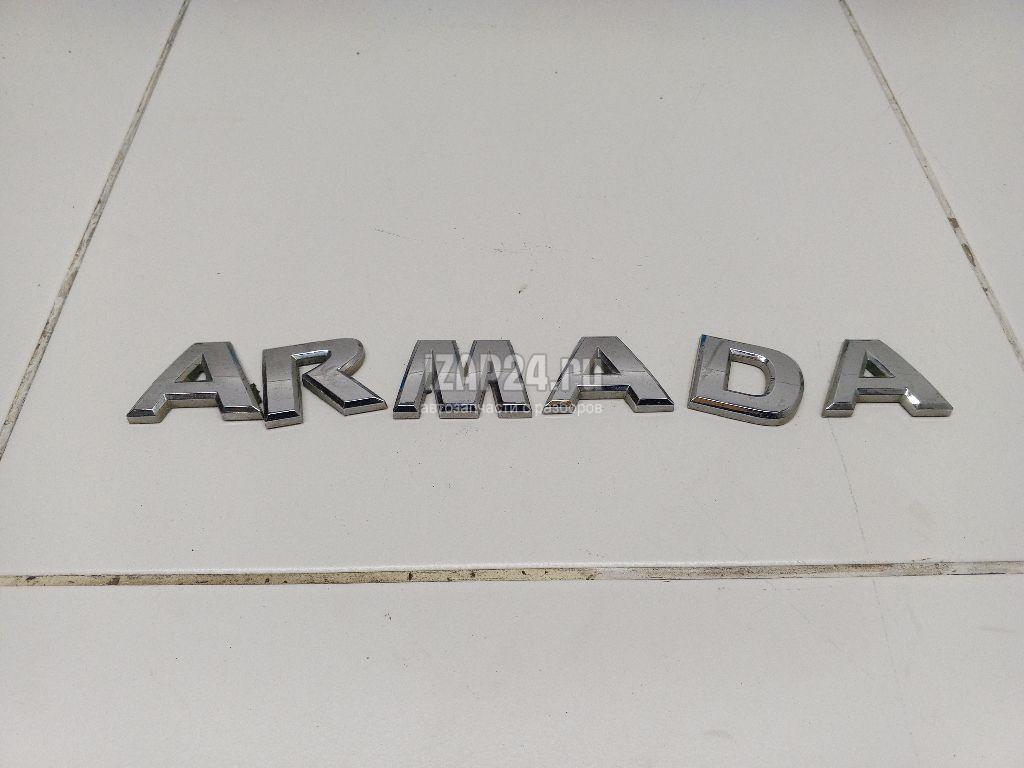 ARMADA
iZAP24.ru
автозапчасти с разборов